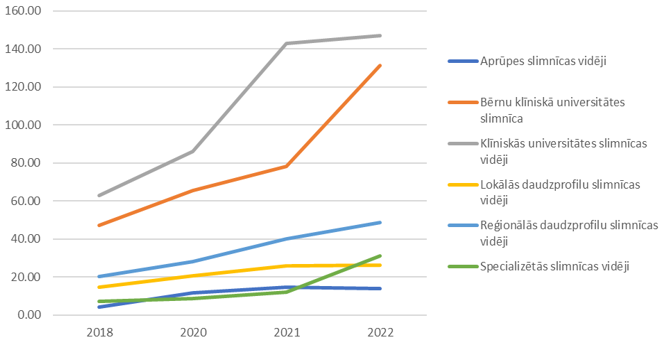 160.00
140.00
120.00
100.00
80.00
60.00
40.00
20.00
0.00
2018
2020
2021
2022
Aprūpes slimnīcas vidēji
Bērnu klīniskā universitātes
slimnīca
Klīniskās universitātes slimnīcas
vidēji
Lokālās daudzprofilu slimnīcas
vidēji
Reģionālās daudzprofilu slimnīcas
vidēji
Specializētās slimnīcas vidēji